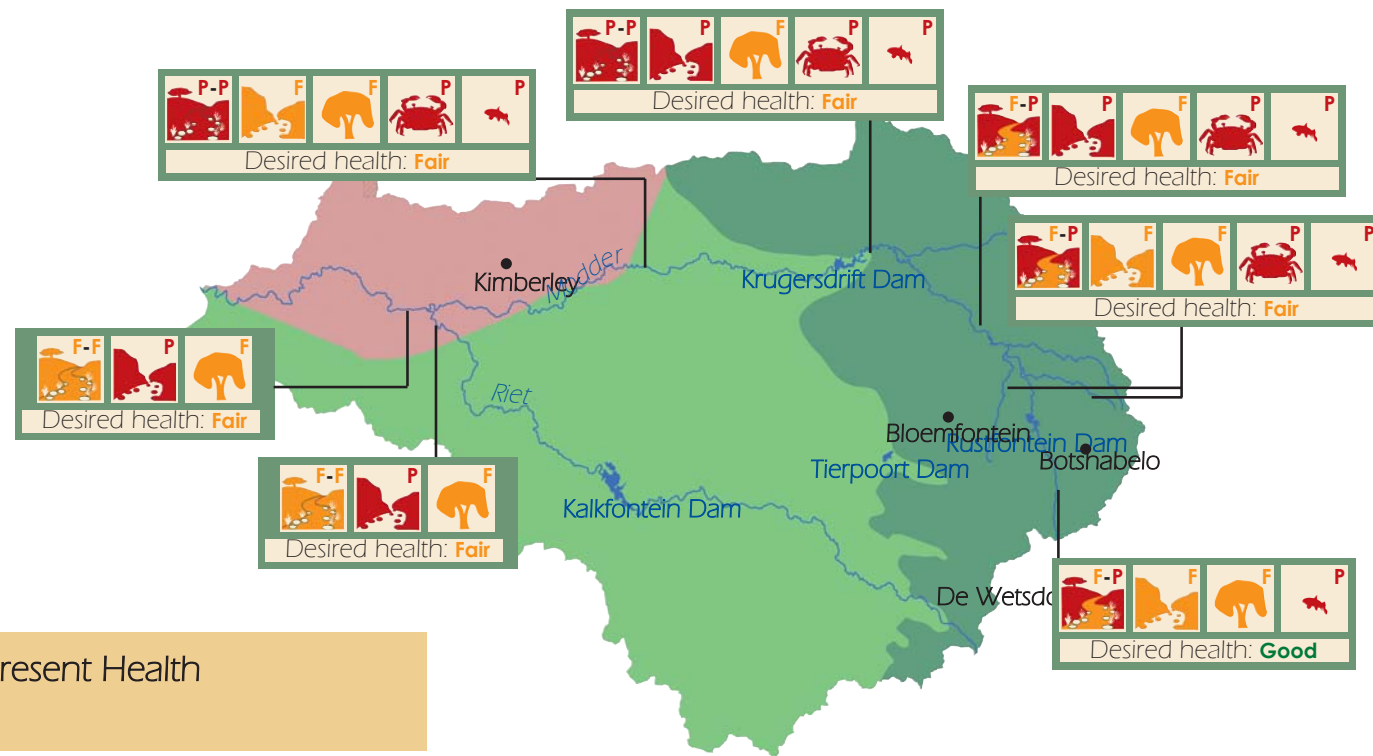 P-P P F P P
Desired health: Fair
P-P F F P P
Desired health: Fair
F-P P F P P
Desired health: Fair
F-P F F P P
Desired health: Fair
Modder
Kimberley
Krugersdrift Dam
F-F P F
Desired health: Fair
Riet
Bloemfontein
Rustfontein Dam
Botshabelo
Tierpoort Dam
F-F P F
Desired health: Fair
Kalkfontein Dam
De Wetsdo
F-P F F P
Desired health: Good
resent Health